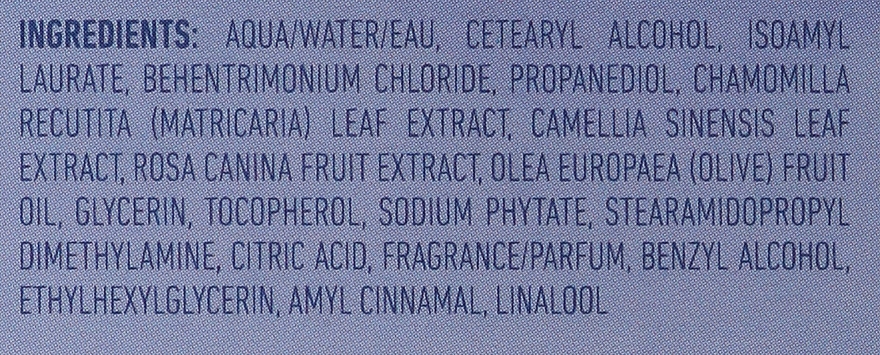 INGREDIENTS: AQUA/WATER/EAU, CETEARYL ALCOHOL, ISOAMYL
LAURATE, BEHENTRIMONIUM CHLORIDE, PROPANEDIOL, CHAMOMILLA
RECUTITA (MATRICARIA) LEAF EXTRACT, CAMELLIA SINENSIS LEAF
EXTRACT, ROSA CANINA FRUIT EXTRACT, OLEA EUROPAEA (OLIVE) FRUIT
OIL, GLYCERIN, TOCOPHEROL, SODIUM PHYTATE, STEARAMIDOPROPYL
DIMETHYLAMINE, CITRIC ACID, FRAGRANCE/PARFUM, BENZYL ALCOHOL,
ETHYLHEXYLGLYCERIN, AMYL CINNAMAL, LINALOOL